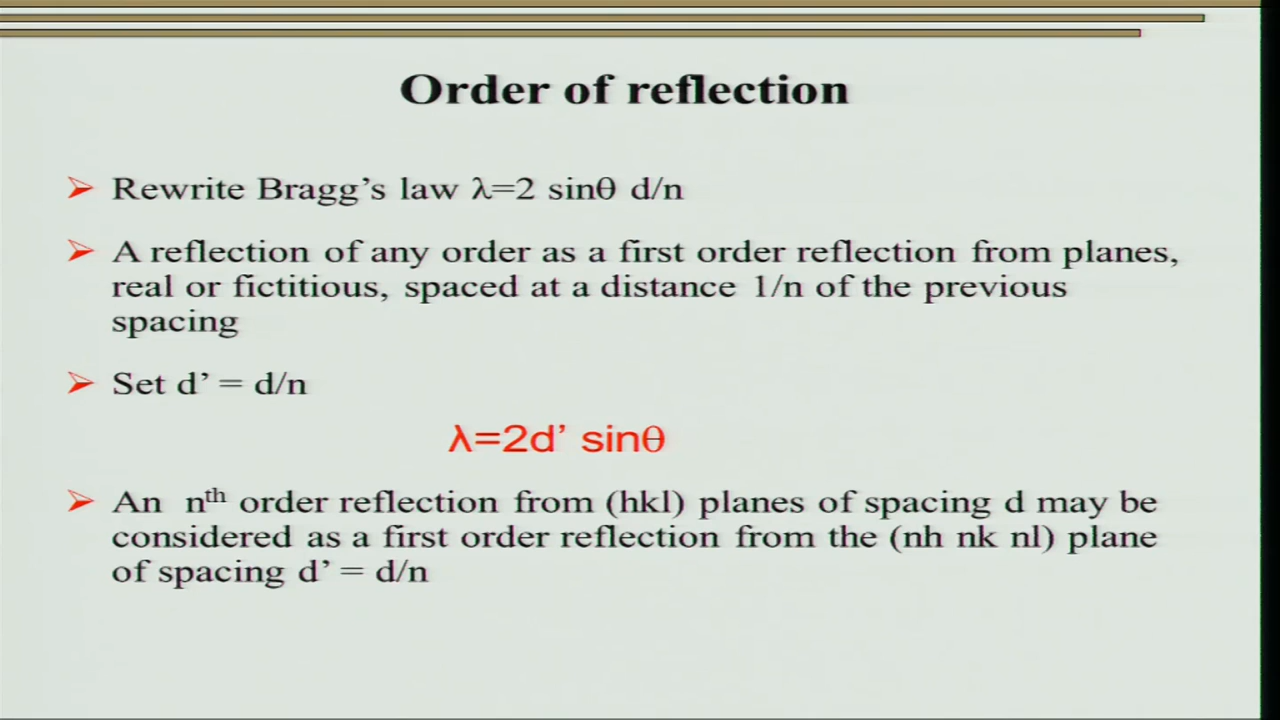 Order of reflection
Rewrite Bragg’s law λ=2 sinθ d/n
A reflection of any order as a first order reflection from planes,
real or fictitious, spaced at a distance 1/n of the previous
spacing
Set d’ = d/n
λ=2d’ sinθ
An nth order reflection from (hkl) planes of spacing d may be
considered as a first order reflection from the (nh nk nl) plane
of spacing d’ = d/n